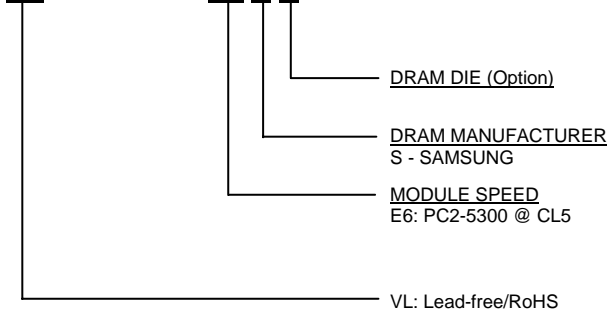 DRAM DIE (Option)
DRAM MANUFACTURER
S - SAMSUNG
MODULE SPEED
E6: PC2-5300 @ CL5
VL: Lead-free/RoHS